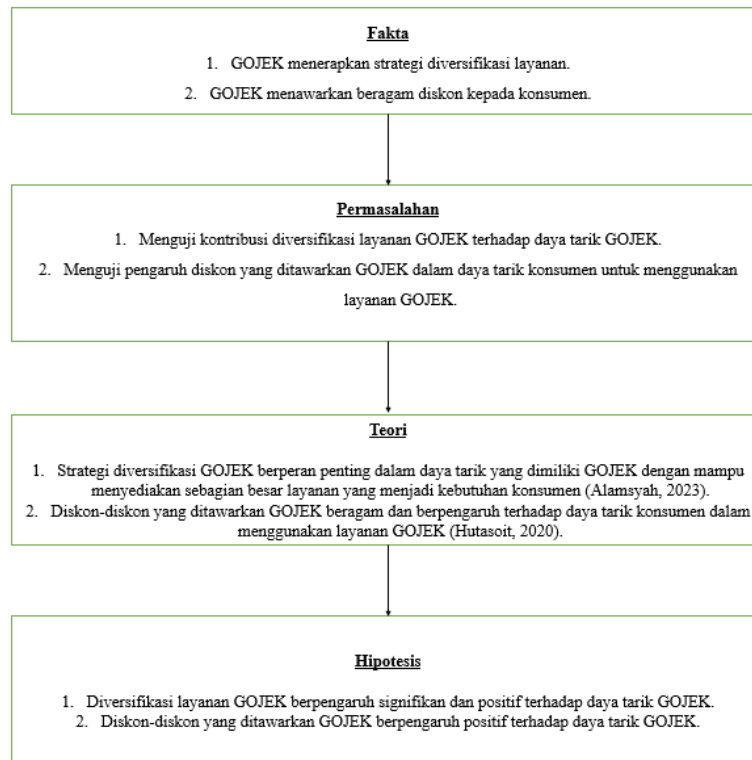 Fakta
1. GOJEK menerapkan strategi diversifikasi layanan.
2. GOJEK menawarkan beragam diskon kepada konsumen.
Permasalahan
1. Menguji kontribusi diversifikasi layanan GOJEK terhadap daya tarik GOJEK.
2. Menguji pengaruh diskon yang ditawarkan GOJEK dalam daya tarik konsumen untuk menggunakan
layanan GOJEK.
Teori
1. Strategi diversifikasi GOJEK berperan penting dalam daya tarik yang dimiliki GOJEK dengan mampu
menyediakan sebagian besar layanan yang menjadi kebutuhan konsumen (Alamsyah, 2023).
2. Diskon-diskon yang ditawarkan GOJEK beragam dan berpengaruh terhadap daya tarik konsumen dalam
menggunakan layanan GOJEK (Hutasoit, 2020).
Hipotesis
1. Diversifikasi layanan GOJEK berpengaruh signifikan dan positif terhadap daya tarik GOJEK.
2. Diskon-diskon yang ditawarkan GOJEK berpengaruh positif terhadap daya tarik GOJEK.